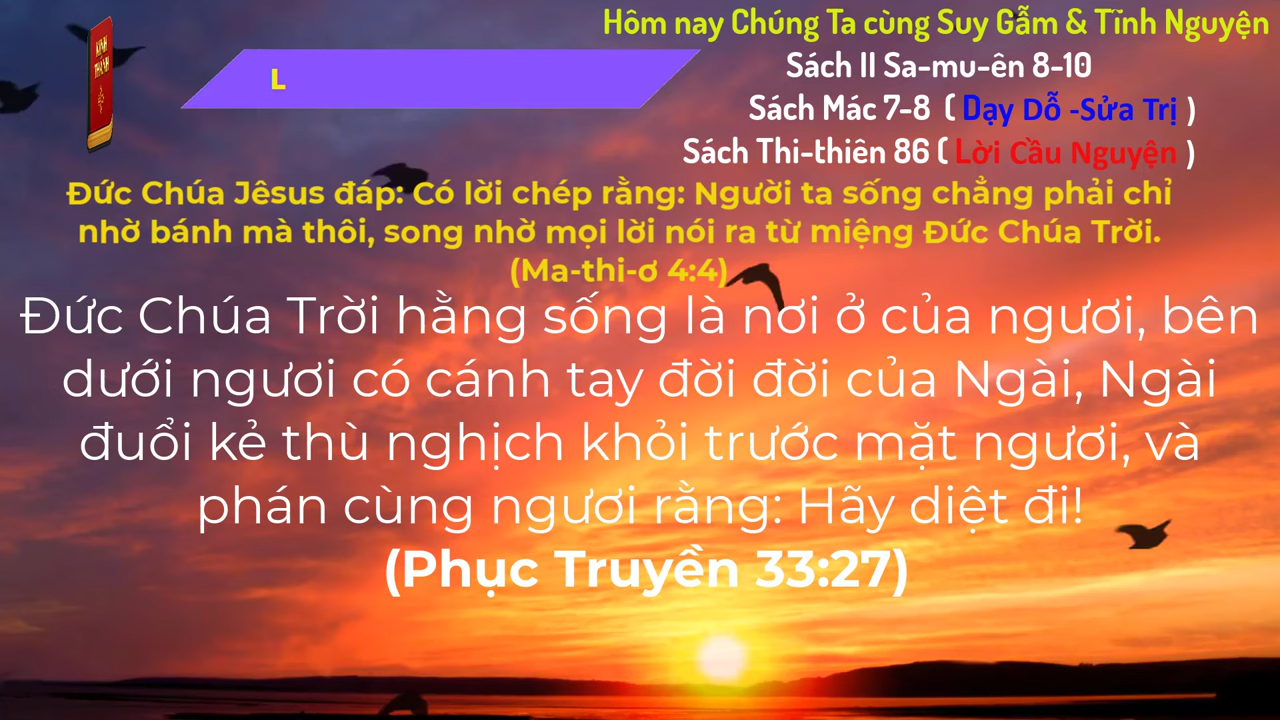 Hôm nay Chúng Ta cùng Suy Gẫm & Tĩnh Nguyện
KINH THÁNH
L
Sách II Sa-mu-ên 8-10
Sách Mác 7-8 ( Dạy Dỗ -Sửa Trị )
Sách Thi-thiên 86 ( Lời Cầu Nguyện )
Đức Chúa Jêsus đáp: Có lời chép rằng: Người ta sống chẳng phải chỉ
nhờ bánh mà thôi, song nhờ mọi lời nói ra từ miệng Đức Chúa Trời.
(Ma-thi-ơ 4:4)
Đức Chúa Trời hằng sống là nơi ở của ngươi, bên
dưới ngươi có cánh tay đời đời của Ngài, Ngài
đuổi kẻ thù nghịch khỏi trước mặt ngươi, và
phán cùng ngươi rằng: Hãy diệt đi!
(Phục Truyền 33:27)